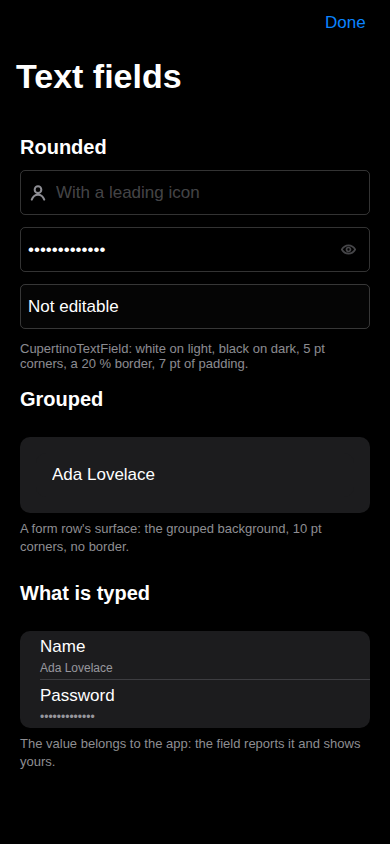 Done
Text fields
Rounded
With a leading icon
•••••••••••••
Not editable
CupertinoTextField: white on light, black on dark, 5 pt
corners, a 20 % border, 7 pt of padding.
Grouped
Ada Lovelace
A form row's surface: the grouped background, 10 pt
corners, no border.
What is typed
Name
Ada Lovelace
Password
•••••••••••••
The value belongs to the app: the field reports it and shows
yours.